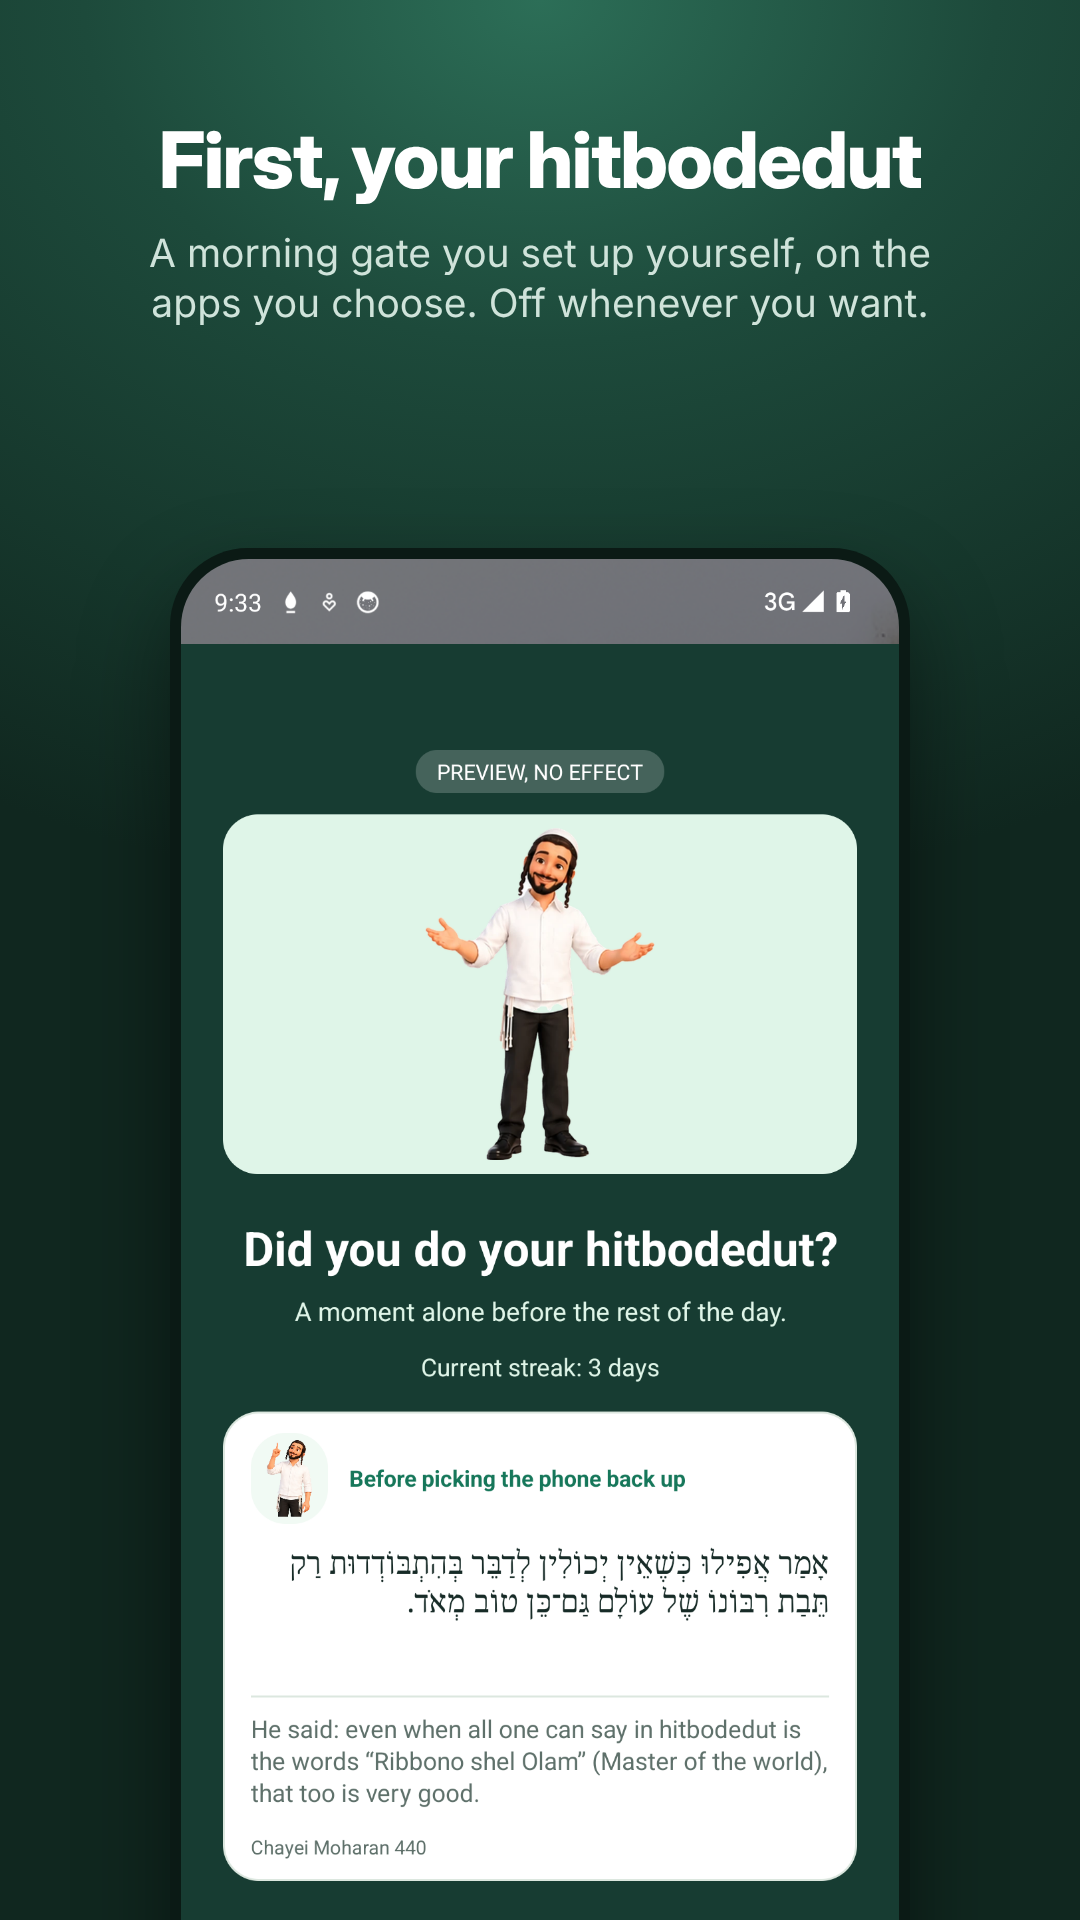 First, your hitbodedut
A morning gate you set up yourself, on the
apps you choose. Off whenever you want.
9:33
3G
PREVIEW, NO EFFECT
Did you do your hitbodedut?
A moment alone before the rest of the day.
Current streak: 3 days
Before picking the phone back up
אָמַר אֲפִילוּ כְּשֶׁאֵין יְכוֹלִין לְדַבֵּר בְּהִתְבּוֹדְדוּת רַק
תֵּבַת רִבּוֹנוֹ שֶׁל עוֹלָם גַּם־כֵּן טוֹב מְאֹד.
He said: even when all one can say in hitbodedut is
the words “Ribbono shel Olam” (Master of the world),
that too is very good.
Chayei Moharan 440